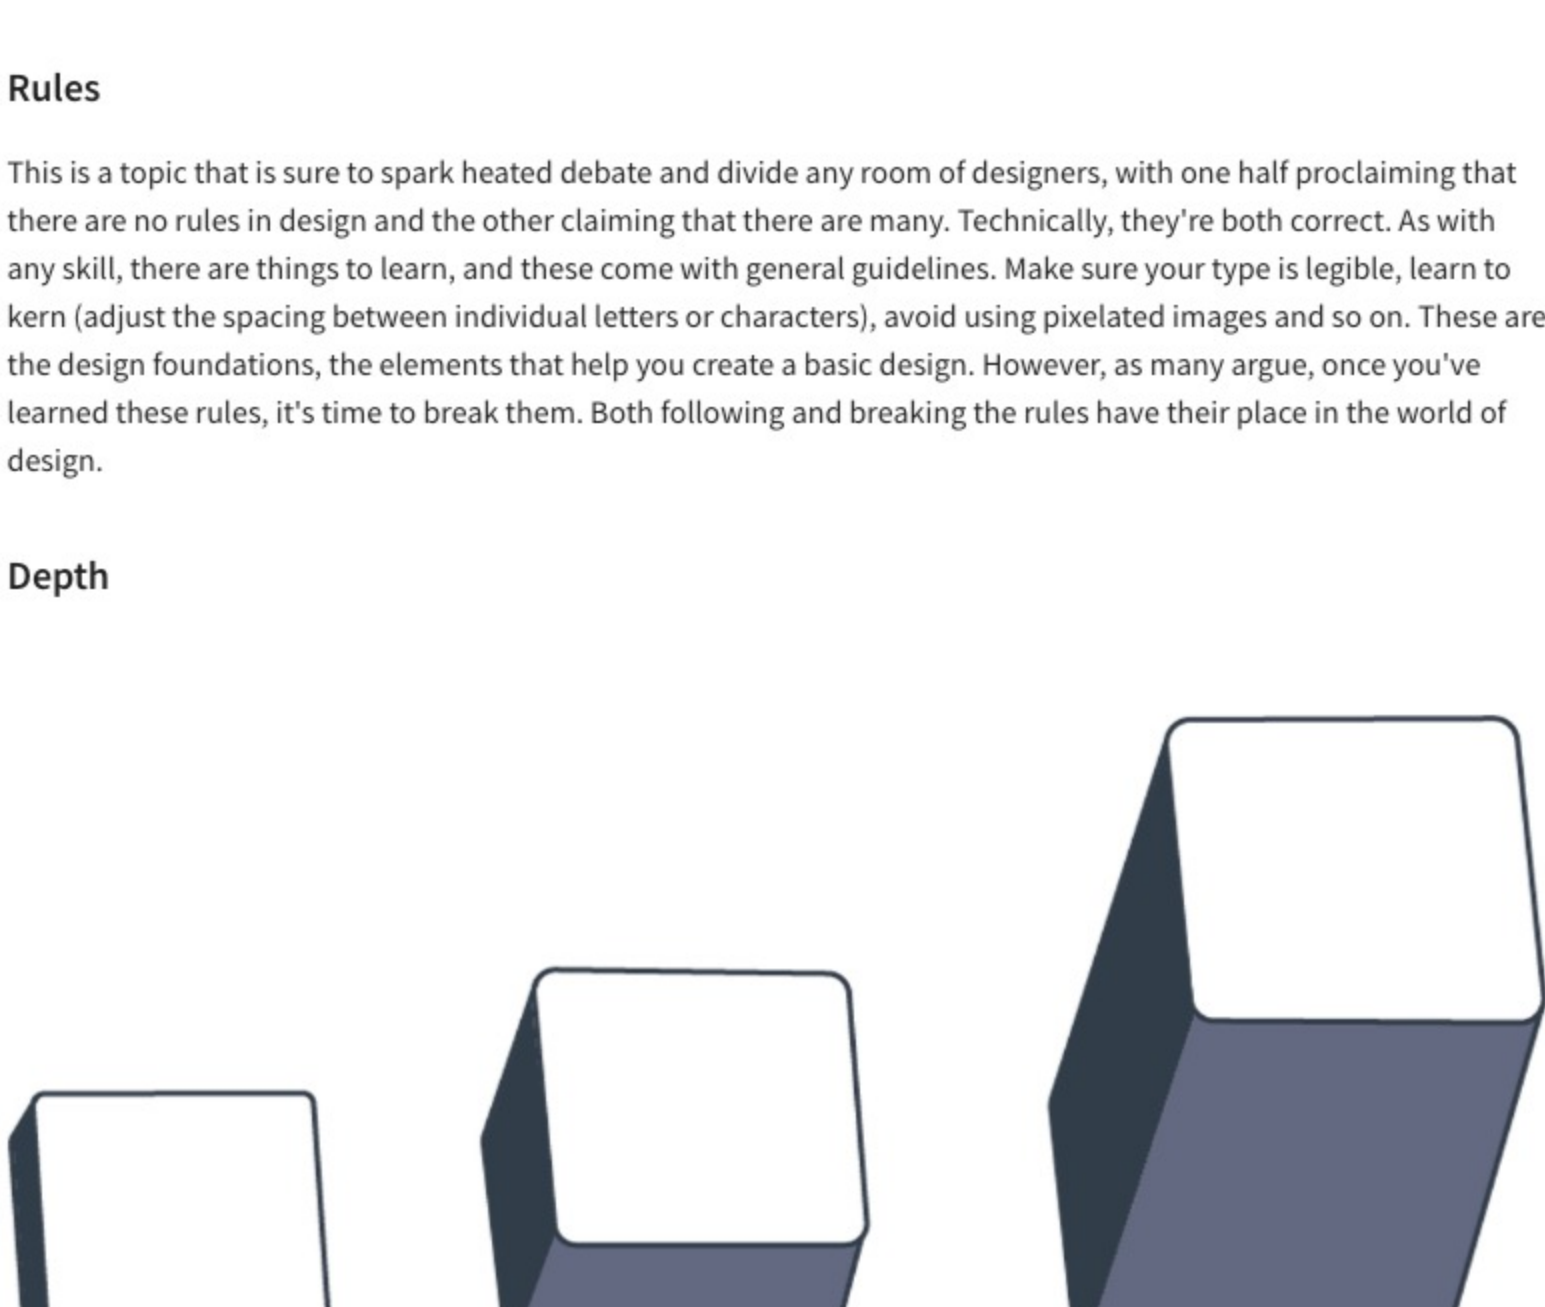 Rules
This is a topic that is sure to spark heated debate and divide any room of designers, with one half proclaiming that
there are no rules in design and the other claiming that there are many. Technically, they're both correct. As with
any skill, there are things to learn, and these come with general guidelines. Make sure your type is legible, learn to
kern (adjust the spacing between individual letters or characters), avoid using pixelated images and so on. These are
the design foundations, the elements that help you create a basic design. However, as many argue, once you've
learned these rules, it's time to break them. Both following and breaking the rules have their place in the world of
design.
Depth